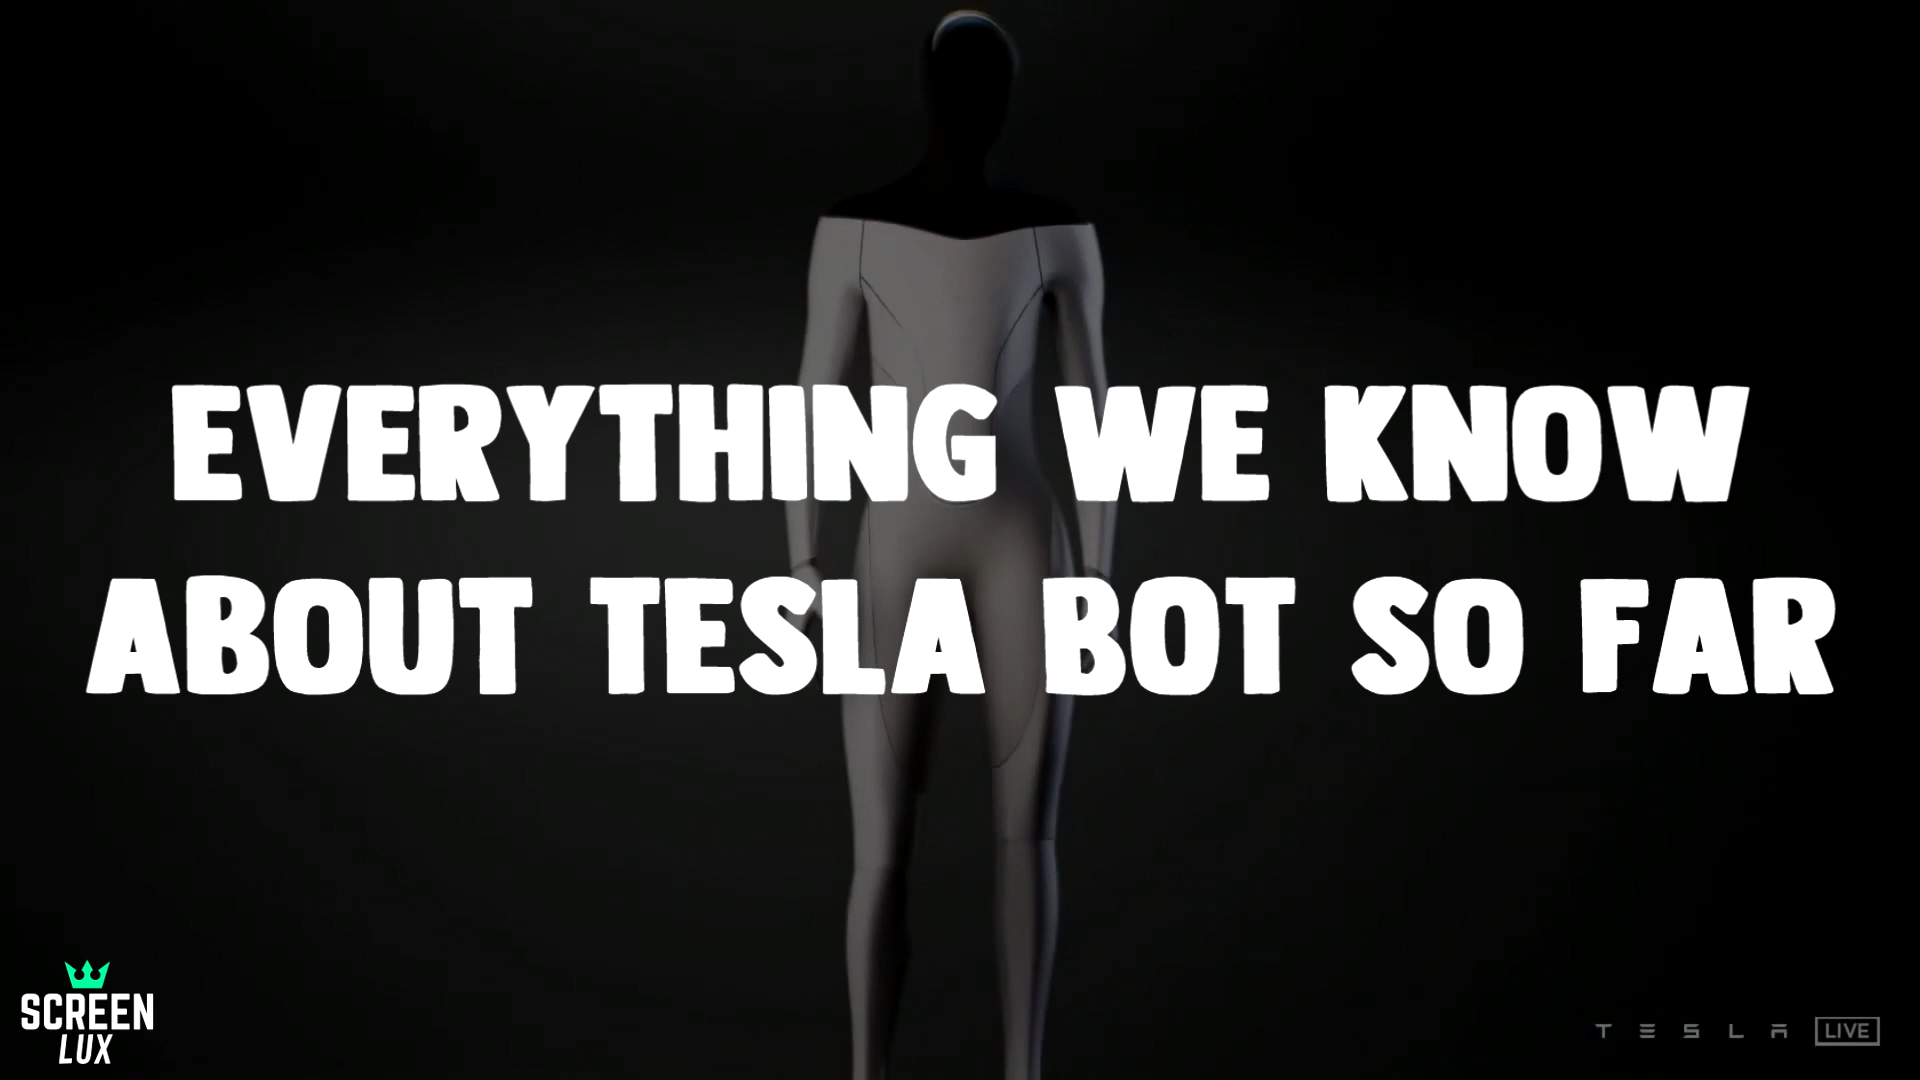 EVERYTHING WE KNOW
ABOUT TESLA BOT SO FAR
SCREEN
LUX
TESLA LIVE